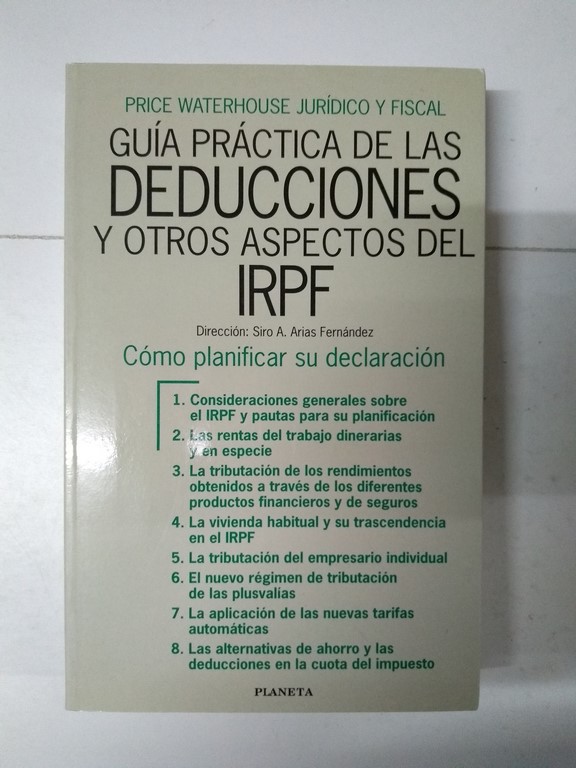 PRICE WATERHOUSE JURÍDICO Y FISCAL
GUÍA PRÁCTICA DE LAS
DEDUCCIONES
Y OTROS ASPECTOS DEL
IRPF
Dirección: Siro A. Arias Fernández
Cómo planificar su declaración
1. Consideraciones generales sobre
el IRPF y pautas para su planificación
2. Las rentas del trabajo dinerarias
y en especie
3. La tributación de los rendimientos
obtenidos a través de los diferentes
productos financieros y de seguros
4. La vivienda habitual y su trascendencia
en el IRPF
5. La tributación del empresario individual
6. El nuevo régimen de tributación
de las plusvalías
7. La aplicación de las nuevas tarifas
automáticas
8. Las alternativas de ahorro y las
deducciones en la cuota del impuesto
PLANETA